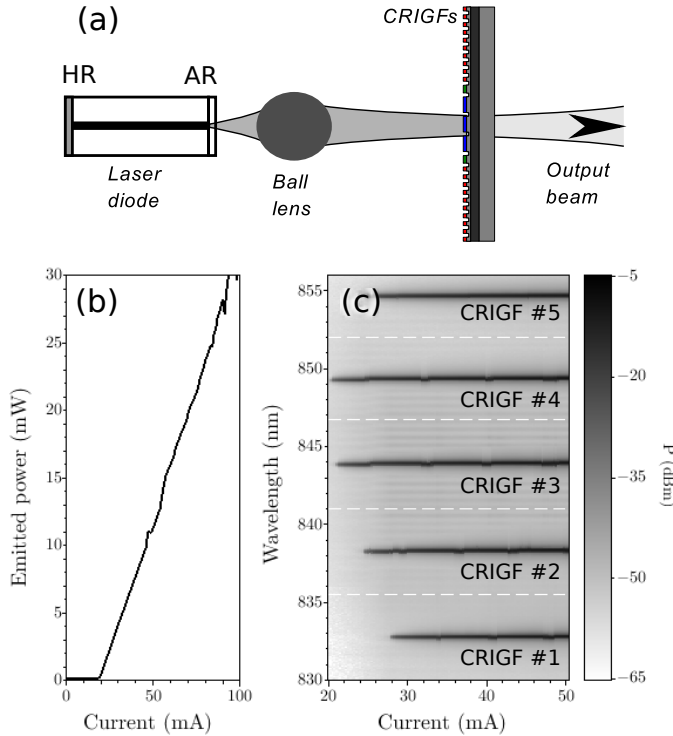 (a)
CRIGFs
HR
AR
Laser
diode
Ball
lens
Output
beam
(b)
30
25
20
15
10
5
0
Emitted power (mW)
0
50
100
Current (mA)
(c)
855
850
845
840
835
830
Wavelength (nm)
CRIGF #5
CRIGF #4
CRIGF #3
CRIGF #2
CRIGF #1
20
30
40
50
Current (mA)
−5
−20
−35
−50
−65
P (dBm)